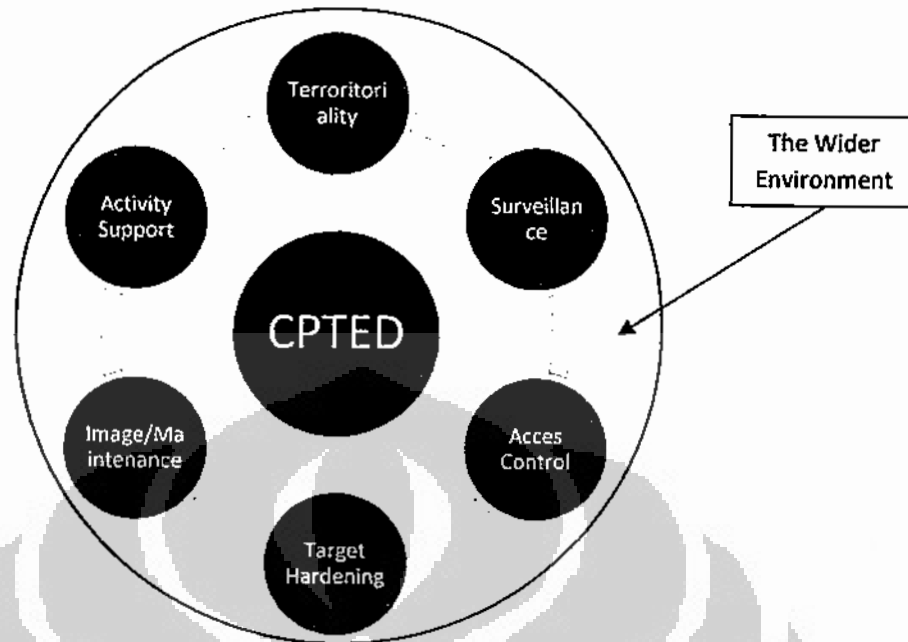 Terroritori
ality
Surveillan
ce
Acces
Control
Target
Hardening
Image/Ma
intenance
Activity
Support
CPTED
The Wider
Environment